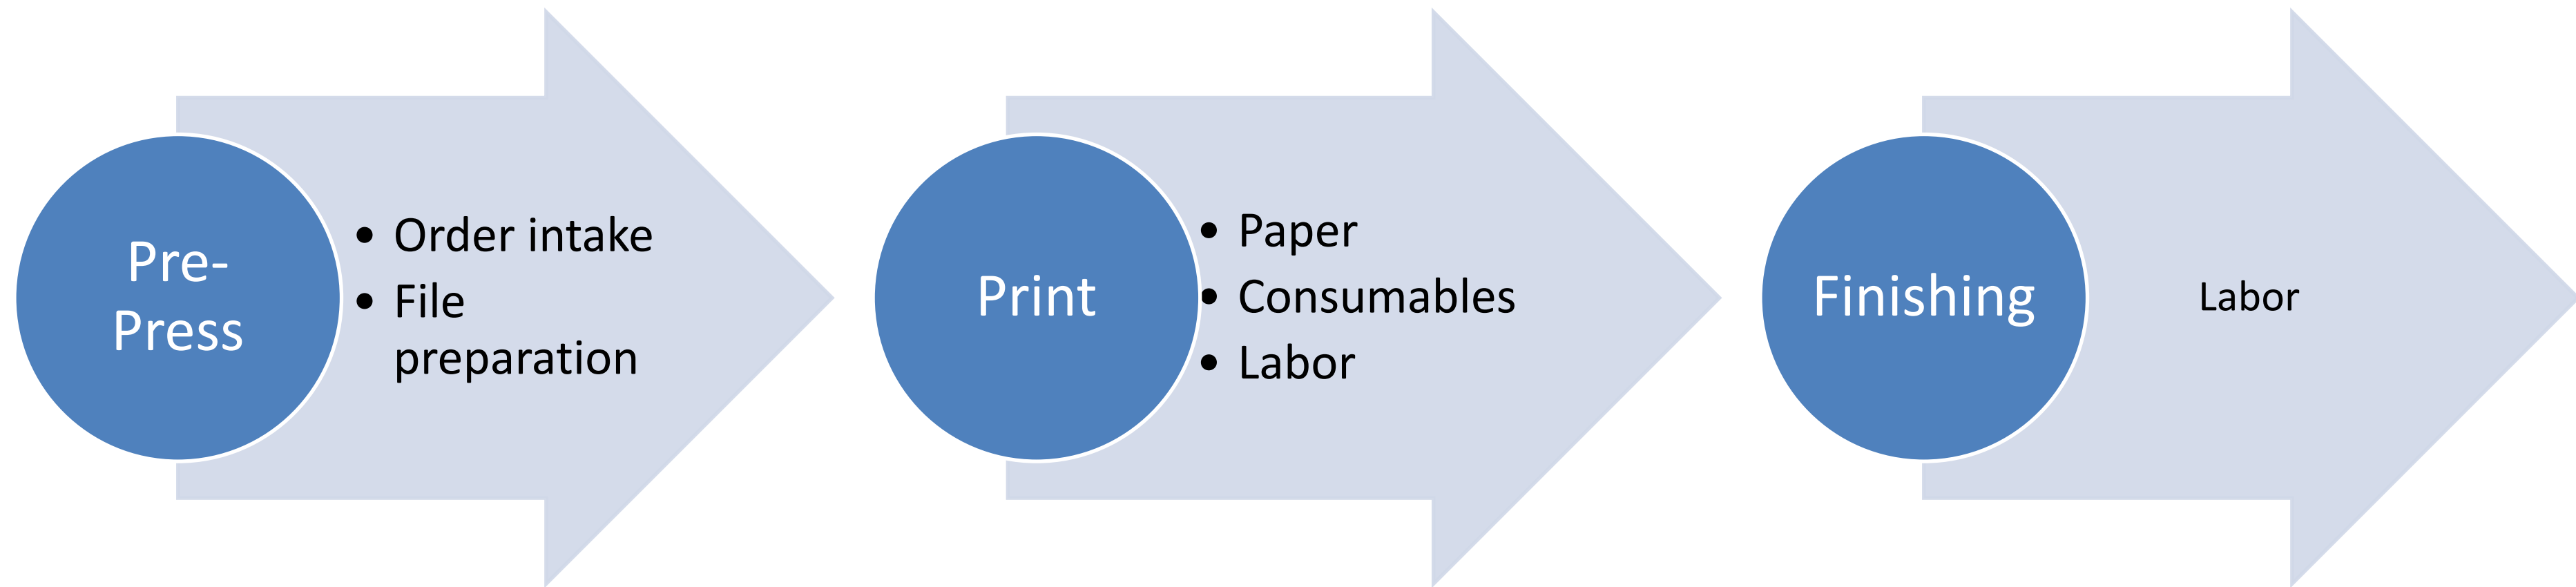 Pre-
Press
• Order intake
• File
preparation
Print
• Paper
• Consumables
• Labor
Finishing
Labor